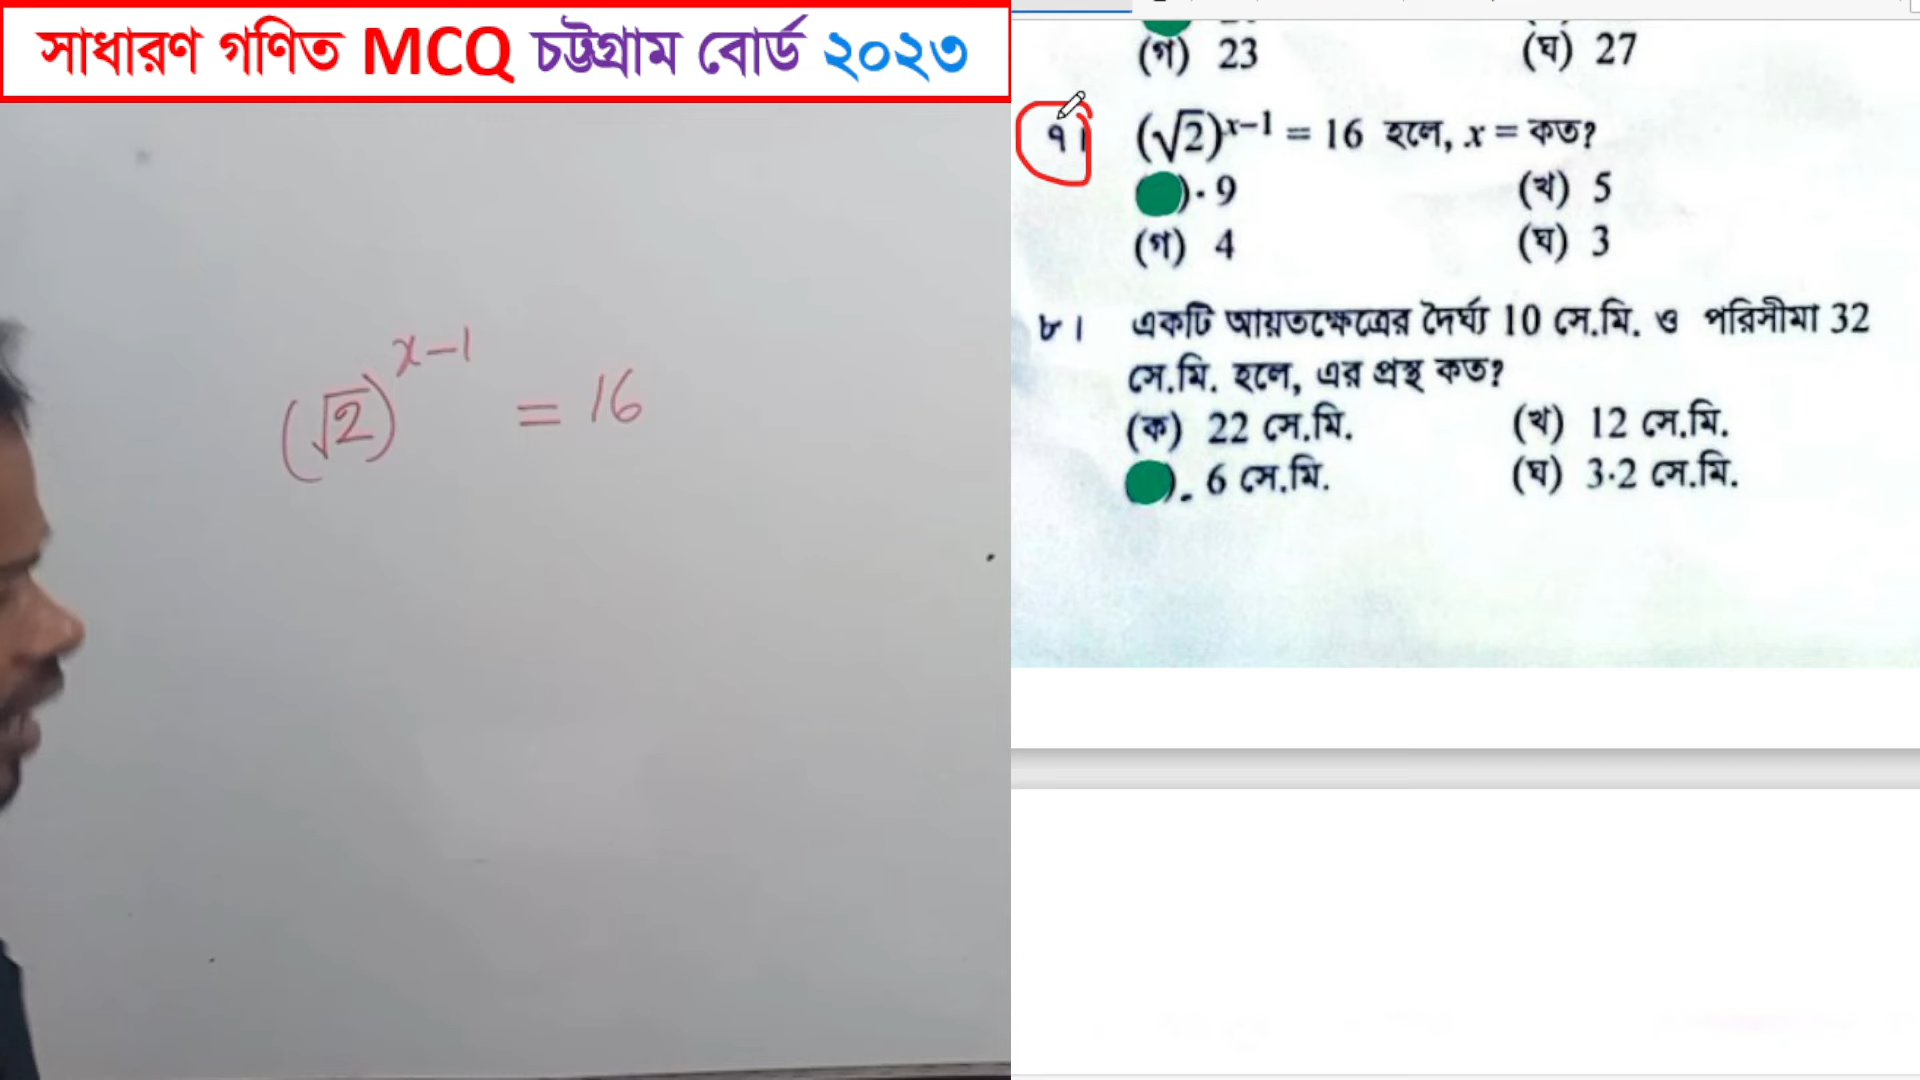 সাধারণ গণিত MCQ চট্টগ্রাম বোর্ড ২০২৩
(√2)^{x-1} = 16
(গ) 23 (ঘ) 27
৭। (√2)^{x-1} = 16 হলে, x = কত?
) · 9 (খ) 5
(গ) 4 (ঘ) 3
৮। একটি আয়তক্ষেত্রের দৈর্ঘ্য 10 সে.মি. ও পরিসীমা 32
সে.মি. হলে, এর প্রস্থ কত?
(ক) 22 সে.মি. (খ) 12 সে.মি.
). 6 সে.মি. (ঘ) 3·2 সে.মি.